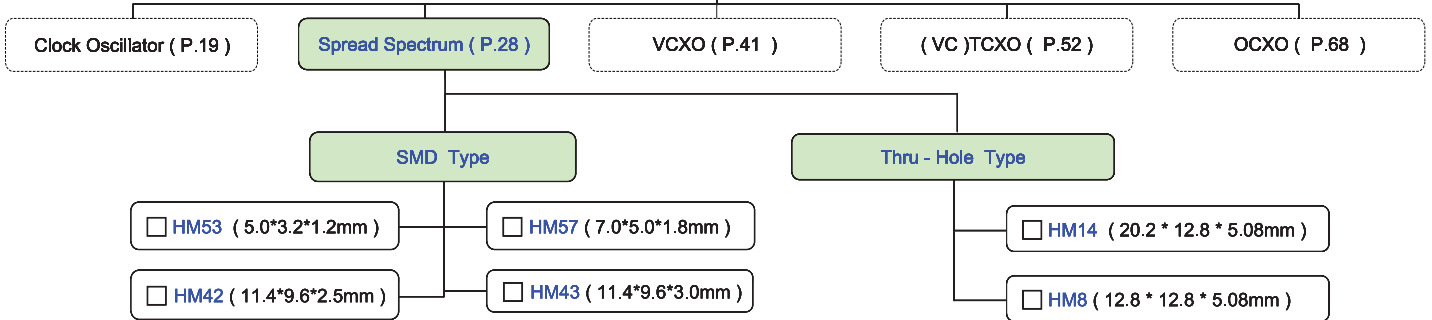 Clock Oscillator ( P.19 )
Spread Spectrum ( P.28 )
VCXO ( P.41 )
( VC )TCXO ( P.52 )
OCXO ( P.68 )
SMD Type
Thru - Hole Type
HM53 ( 5.0*3.2*1.2mm )
HM57 ( 7.0*5.0*1.8mm )
HM14 ( 20.2 * 12.8 * 5.08mm )
HM42 ( 11.4*9.6*2.5mm )
HM43 ( 11.4*9.6*3.0mm )
HM8 ( 12.8 * 12.8 * 5.08mm )